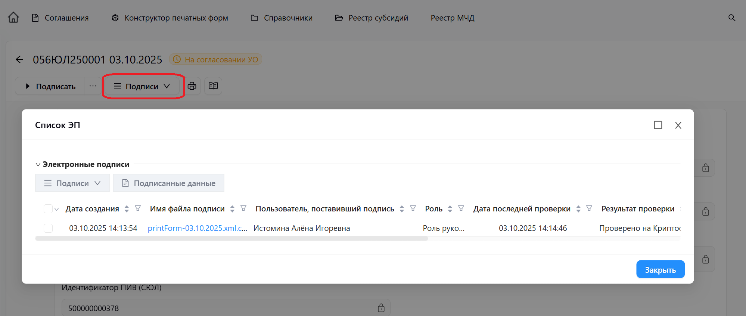 Соглашения Конструктор печатных форм Справочники Реестр субсидий Реестр МЧД
056ЮЛ250001 03.10.2025 На согласовании УО
Подписать ... Подписи
Список ЭП
Электронные подписи
Подписи Подписанные данные
Дата создания Имя файла подписи Пользователь, поставивший подпись Роль Дата последней проверки Результат проверки
03.10.2025 14:13:54 printForm-03.10.2025.xml.c... Истомина Алёна Игоревна Роль руко... 03.10.2025 14:14:46 Проверено на Крипто
Закрыть
Идентификатор ГИВ (СЮЛ)
500000000378